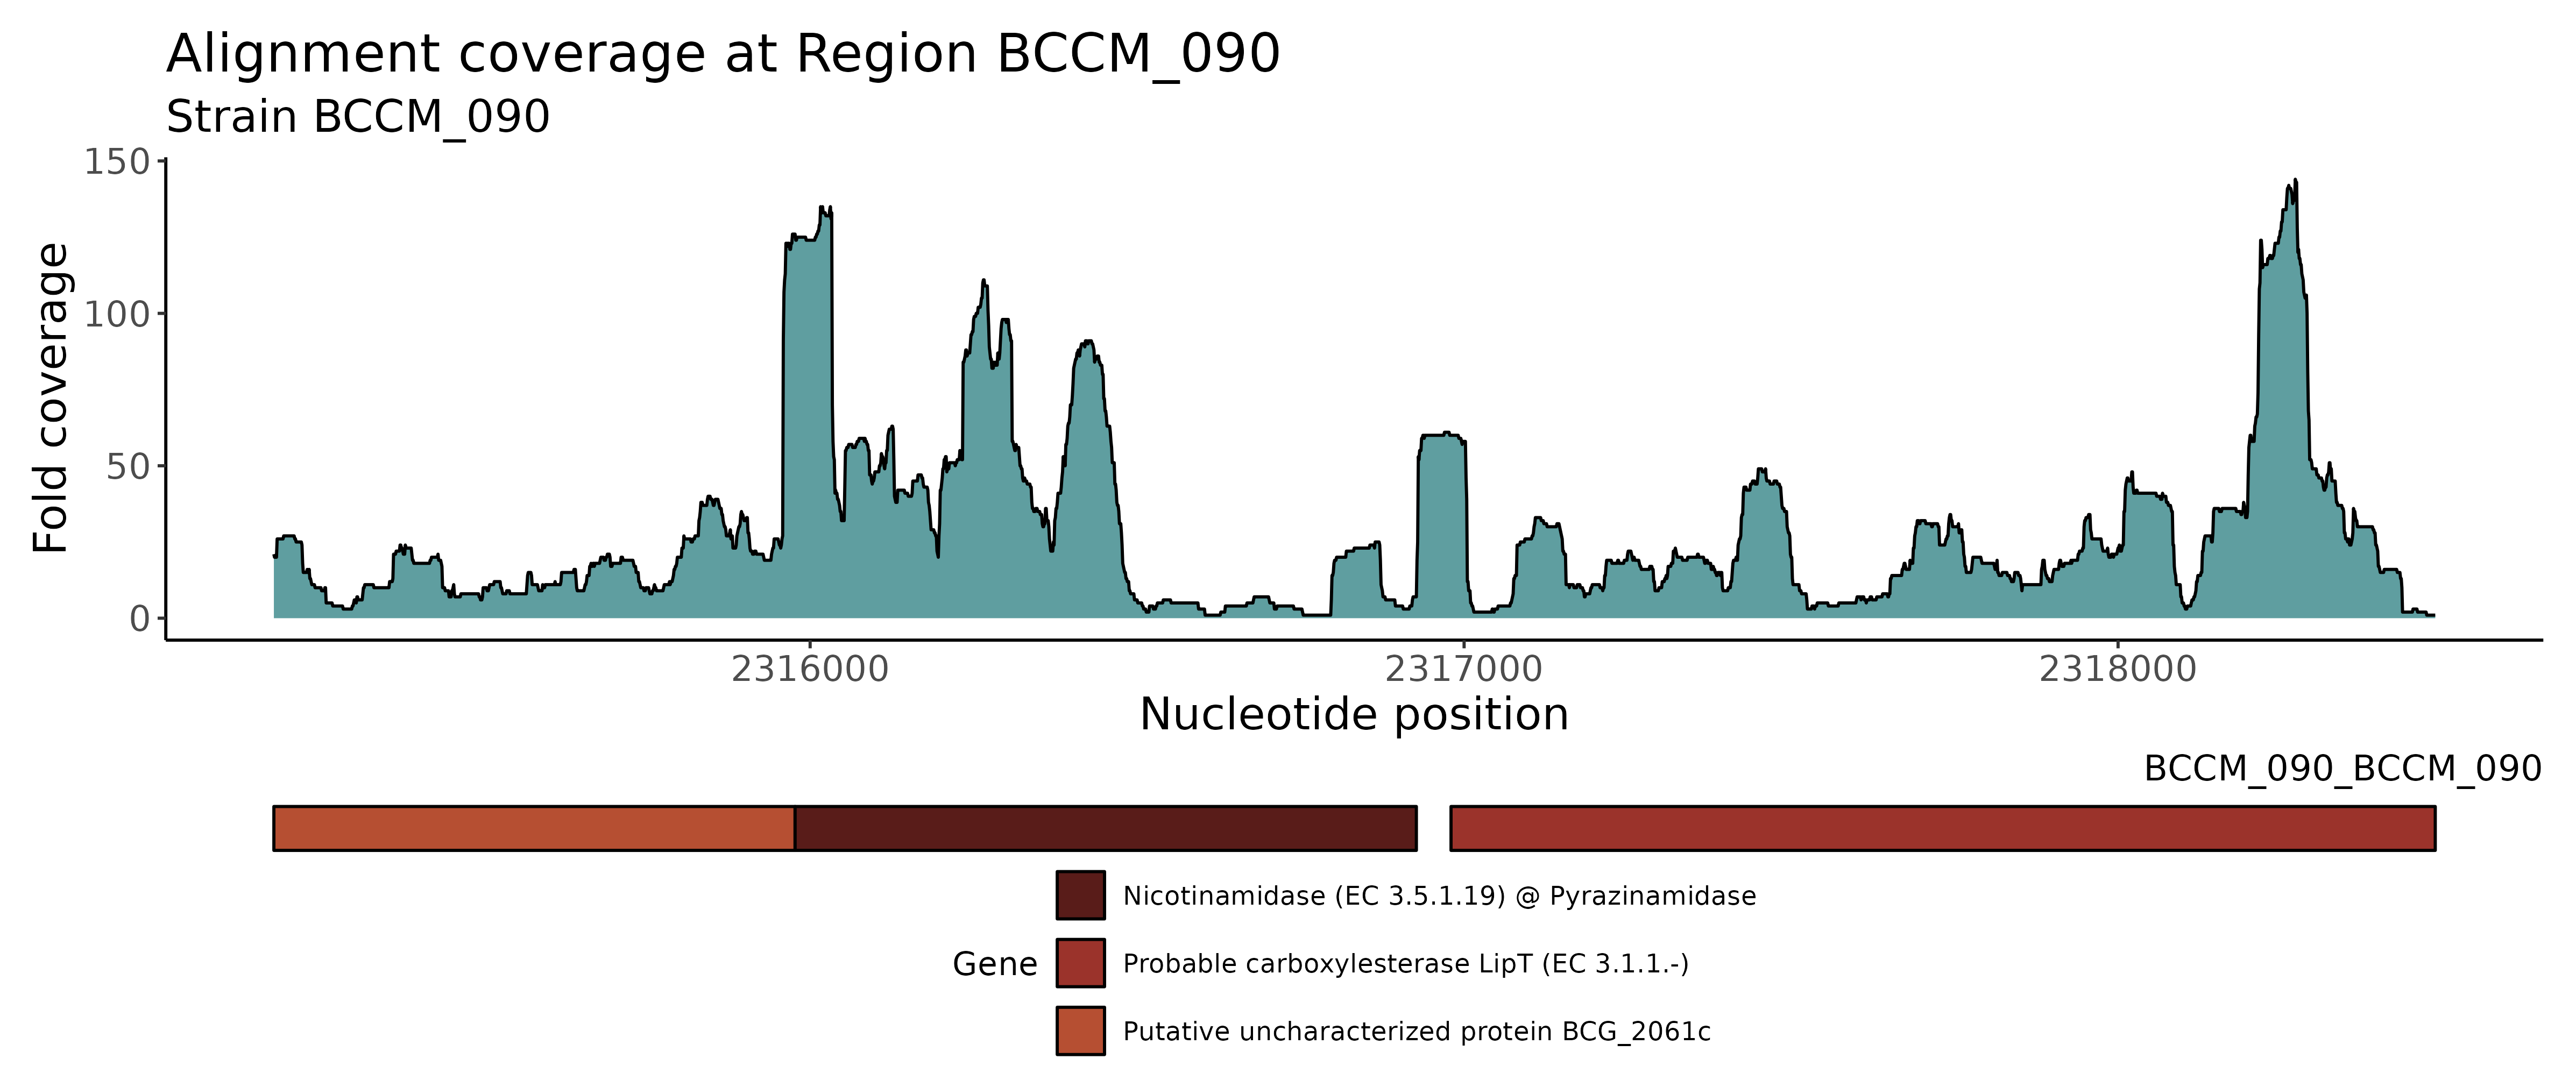 Alignment coverage at Region BCCM_090
Strain BCCM_090
150
100
50
0
Fold coverage
2316000 2317000 2318000
Nucleotide position
BCCM_090_BCCM_090
Gene
Nicotinamidase (EC 3.5.1.19) @ Pyrazinamidase
Probable carboxylesterase LipT (EC 3.1.1.-)
Putative uncharacterized protein BCG_2061c